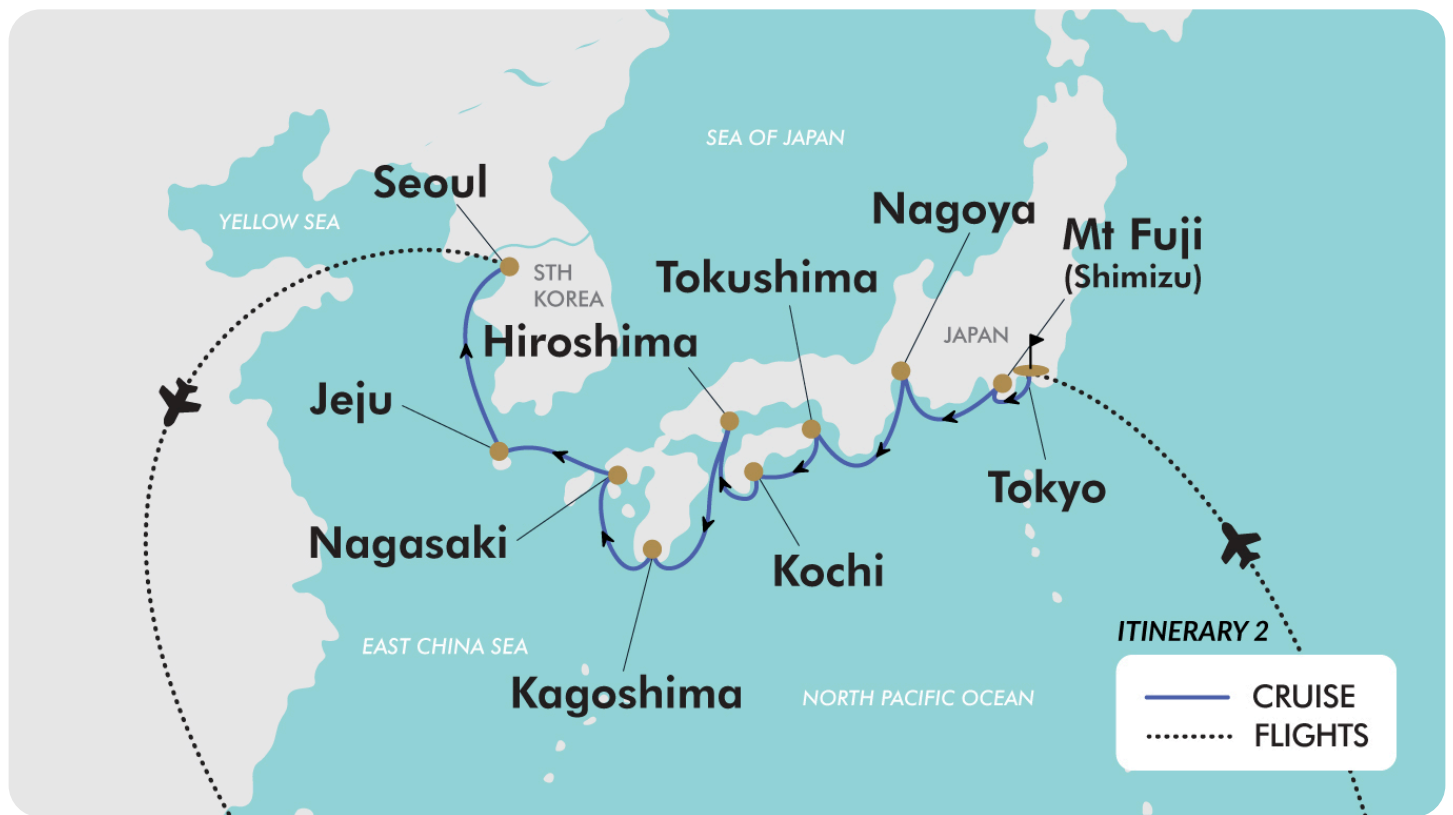 SEA OF JAPAN
Seoul
Nagoya
YELLOW SEA
Mt Fuji
(Shimizu)
Tokushima
STH
KOREA
Hiroshima
JAPAN
Jeju
Tokyo
Nagasaki
Kochi
ITINERARY 2
EAST CHINA SEA
Kagoshima
NORTH PACIFIC OCEAN
CRUISE
FLIGHTS